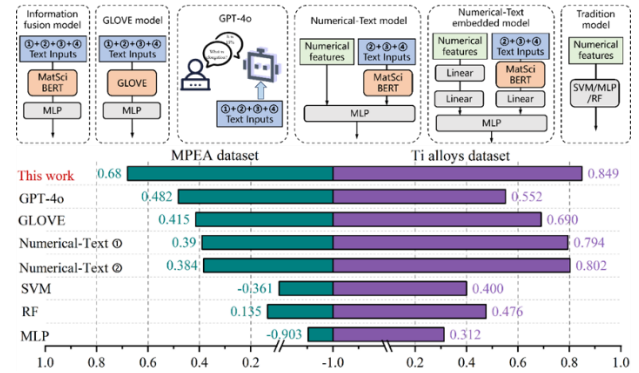 Information
fusion model
①+②+③+④
Text Inputs
MatSci
BERT
MLP
GLOVE model
①+②+③+④
Text Inputs
GLOVE
MLP
GPT-4o
①+②+③+④
Text Inputs
Numerical-Text model
Numerical
features
②+③+④
Text Inputs
MatSci
BERT
MLP
Numerical-Text
embedded model
Numerical
features
②+③+④
Text Inputs
Linear
MatSci
BERT
Linear
Linear
MLP
Tradition
model
Numerical
features
SVM/MLP
/RF
MPEA dataset
Ti alloys dataset
This work
0.68
0.849
GPT-4o
0.482
0.552
GLOVE
0.415
0.690
Numerical-Text ①
0.39
0.794
Numerical-Text ②
0.384
0.802
SVM
-0.361
0.400
RF
0.135
0.476
MLP
-0.903
0.312
1.0 0.8 0.6 0.4 0.2 -1.0 0.2 0.4 0.6 0.8 1.0